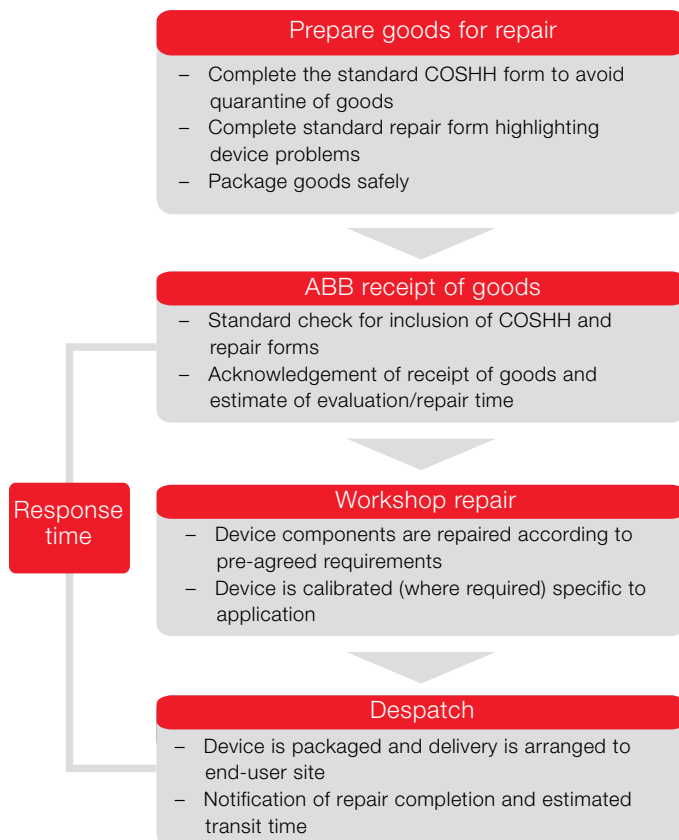 Prepare goods for repair
– Complete the standard COSHH form to avoid
quarantine of goods
– Complete standard repair form highlighting
device problems
– Package goods safely
ABB receipt of goods
– Standard check for inclusion of COSHH and
repair forms
– Acknowledgement of receipt of goods and
estimate of evaluation/repair time
Response
time
Workshop repair
– Device components are repaired according to
pre-agreed requirements
– Device is calibrated (where required) specific to
application
Despatch
– Device is packaged and delivery is arranged to
end-user site
– Notification of repair completion and estimated
transit time